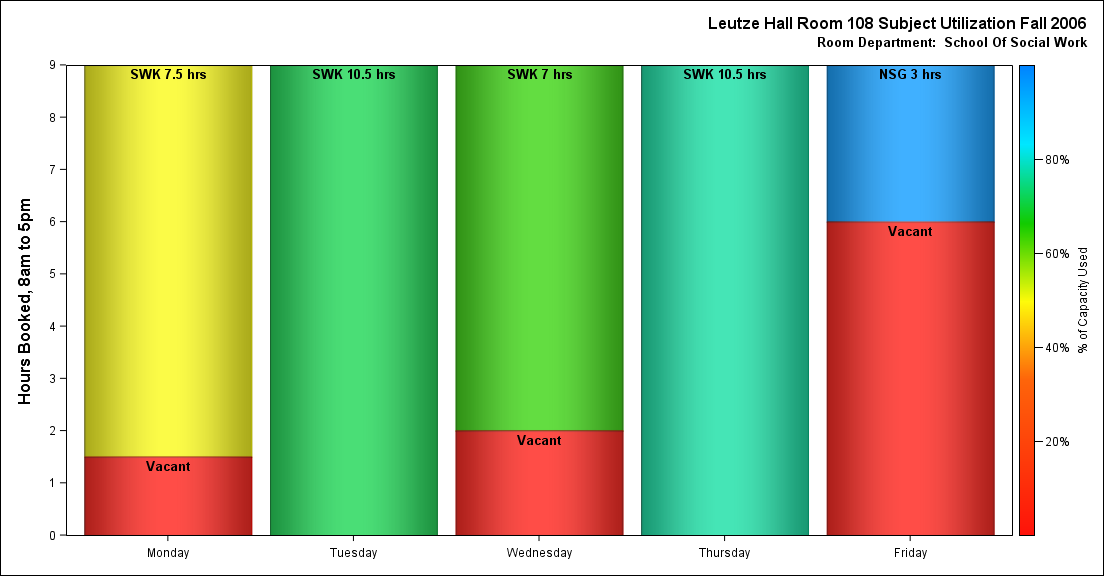 Leutze Hall Room 108 Subject Utilization Fall 2006
Room Department: School Of Social Work
Hours Booked, 8am to 5pm
9
8
7
6
5
4
3
2
1
0
SWK 7.5 hrs
Vacant
SWK 10.5 hrs
SWK 7 hrs
Vacant
SWK 10.5 hrs
NSG 3 hrs
Vacant
Monday
Tuesday
Wednesday
Thursday
Friday
80%
60%
40%
20%
% of Capacity Used